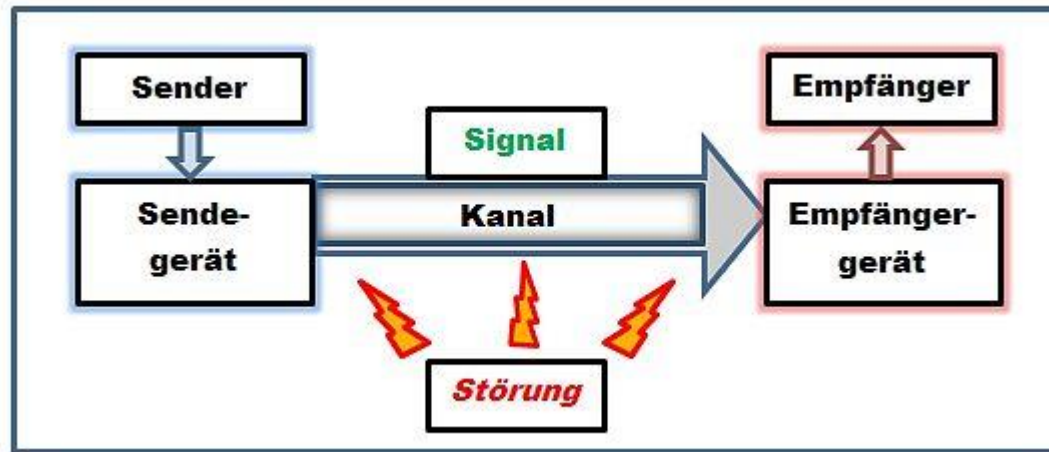 Sender
Empfänger
Signal
Sende-
gerät
Kanal
Empfänger-
gerät
Störung